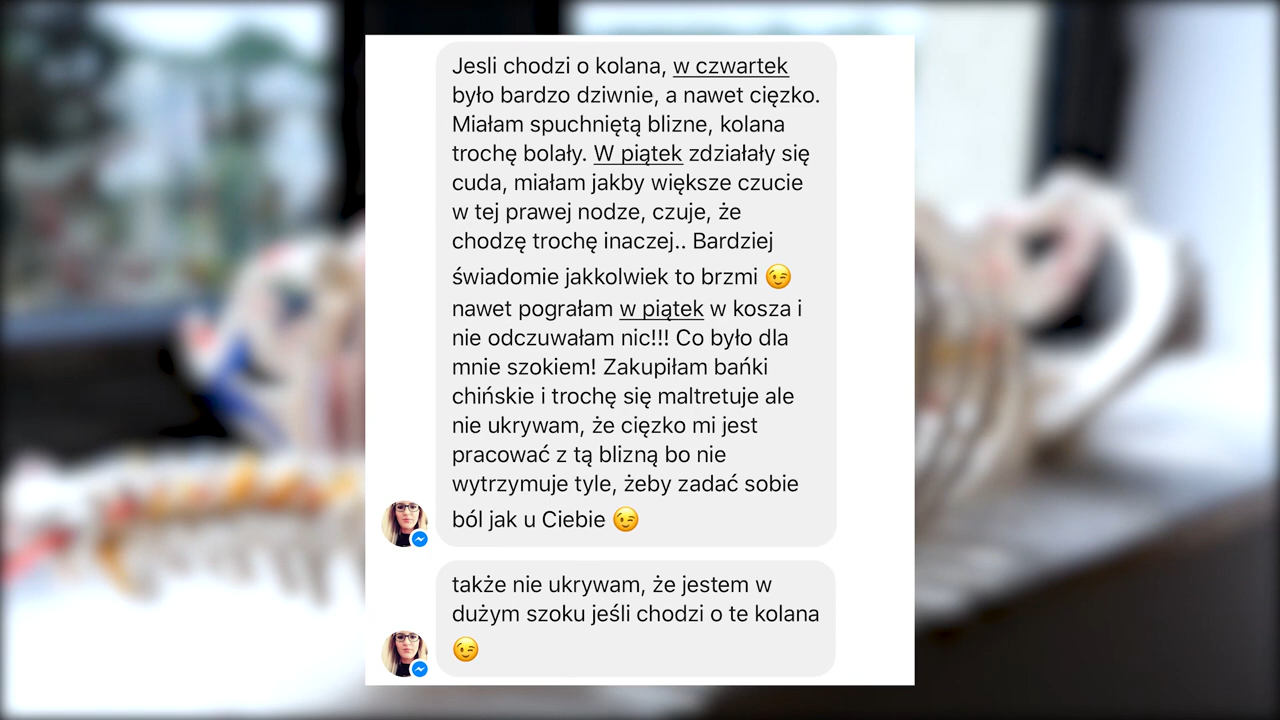 Jesli chodzi o kolana, w czwartek
było bardzo dziwnie, a nawet cięzko.
Miałam spuchniętą blizne, kolana
trochę bolały. W piątek zdziałały się
cuda, miałam jakby większe czucie
w tej prawej nodze, czuje, że
chodzę trochę inaczej.. Bardziej
świadomie jakkolwiek to brzmi 😉
nawet pograłam w piątek w kosza i
nie odczuwałam nic!!! Co było dla
mnie szokiem! Zakupiłam bańki
chińskie i trochę się maltretuje ale
nie ukrywam, że cięzko mi jest
pracować z tą blizną bo nie
wytrzymuje tyle, żeby zadać sobie
ból jak u Ciebie 😉
także nie ukrywam, że jestem w
dużym szoku jeśli chodzi o te kolana
😉